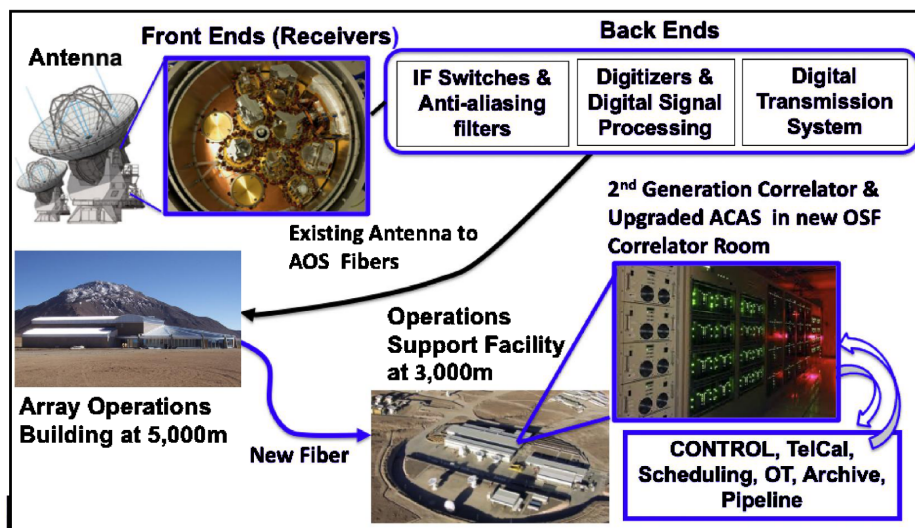 Antenna
Front Ends (Receivers)
Back Ends
IF Switches &
Anti-aliasing
filters
Digitizers &
Digital Signal
Processing
Digital
Transmission
System
Existing Antenna to
AOS Fibers
2nd Generation Correlator &
Upgraded ACAS in new OSF
Correlator Room
Array Operations
Building at 5,000m
New Fiber
Operations
Support Facility
at 3,000m
CONTROL, TelCal,
Scheduling, OT, Archive,
Pipeline